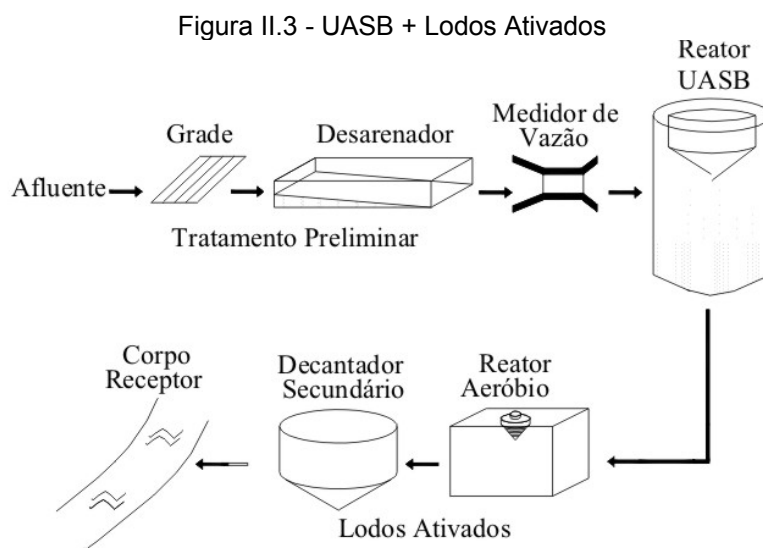 Figura II.3 - UASB + Lodos Ativados
Reator
UASB
Medidor de
Vazão
Grade
Desarenador
Afluente
Tratamento Preliminar
Corpo
Receptor
Decantador
Secundário
Reator
Aeróbio
Lodos Ativados